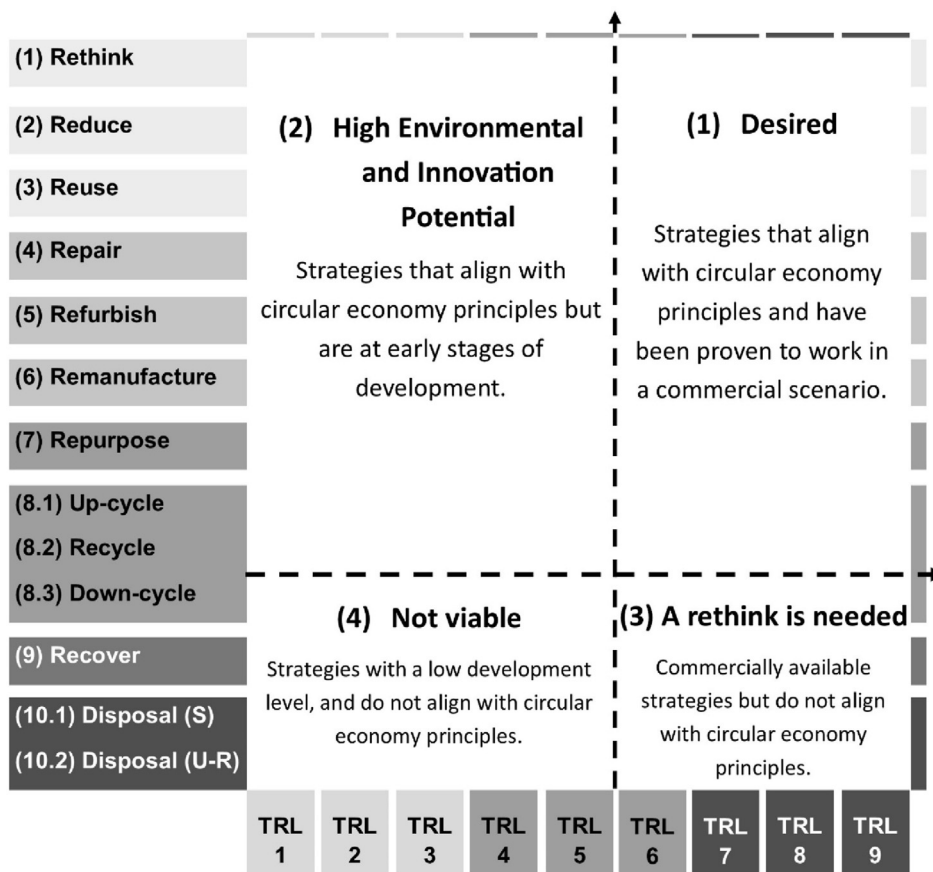 (1) Rethink
(2) Reduce
(3) Reuse
(4) Repair
(5) Refurbish
(6) Remanufacture
(7) Repurpose
(8.1) Up-cycle
(8.2) Recycle
(8.3) Down-cycle
(9) Recover
(10.1) Disposal (S)
(10.2) Disposal (U-R)
(2) High Environmental
and Innovation
Potential
Strategies that align with
circular economy principles but
are at early stages of
development.
(1) Desired
Strategies that align
with circular economy
principles and have
been proven to work in
a commercial scenario.
(4) Not viable
Strategies with a low development
level, and do not align with circular
economy principles.
(3) A rethink is needed
Commercially available
strategies but do not align
with circular economy
principles.
TRL TRL TRL TRL TRL TRL TRL TRL TRL
1 2 3 4 5 6 7 8 9